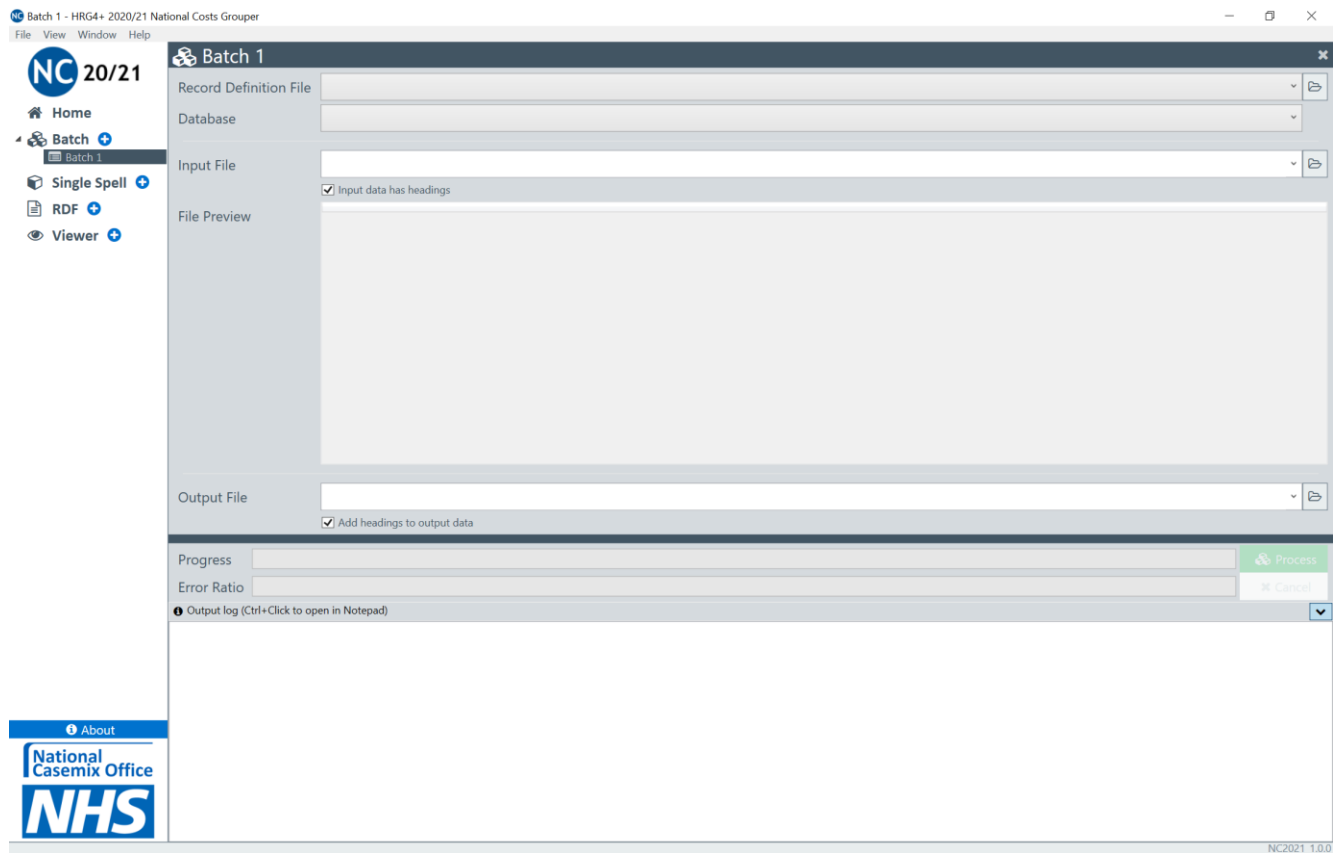 Batch 1 - HRG4+ 2020/21 National Costs Grouper
File View Window Help
NC 20/21
Home
Batch
Batch 1
Single Spell
RDF
Viewer
Batch 1
Record Definition File
Database
Input File
Input data has headings
File Preview
Output File
Add headings to output data
Progress
Process
Error Ratio
Cancel
Output log (Ctrl+Click to open in Notepad)
About
National
Casemix Office
NHS
NC2021 1.0.0